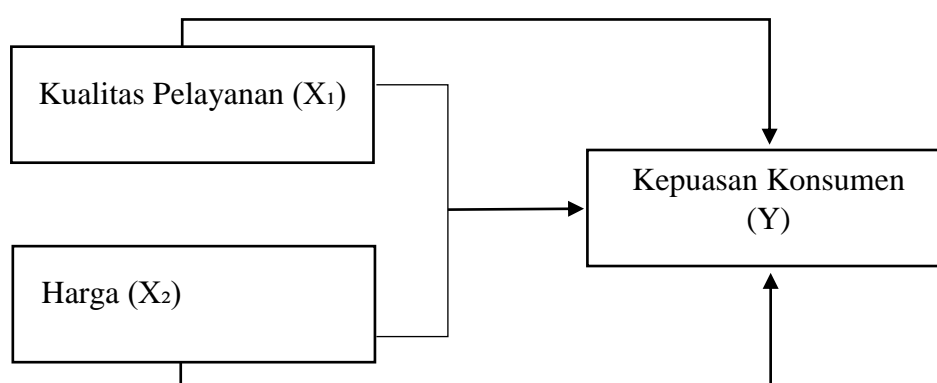 Kualitas Pelayanan (X₁)
Kepuasan Konsumen
(Y)
Harga (X₂)